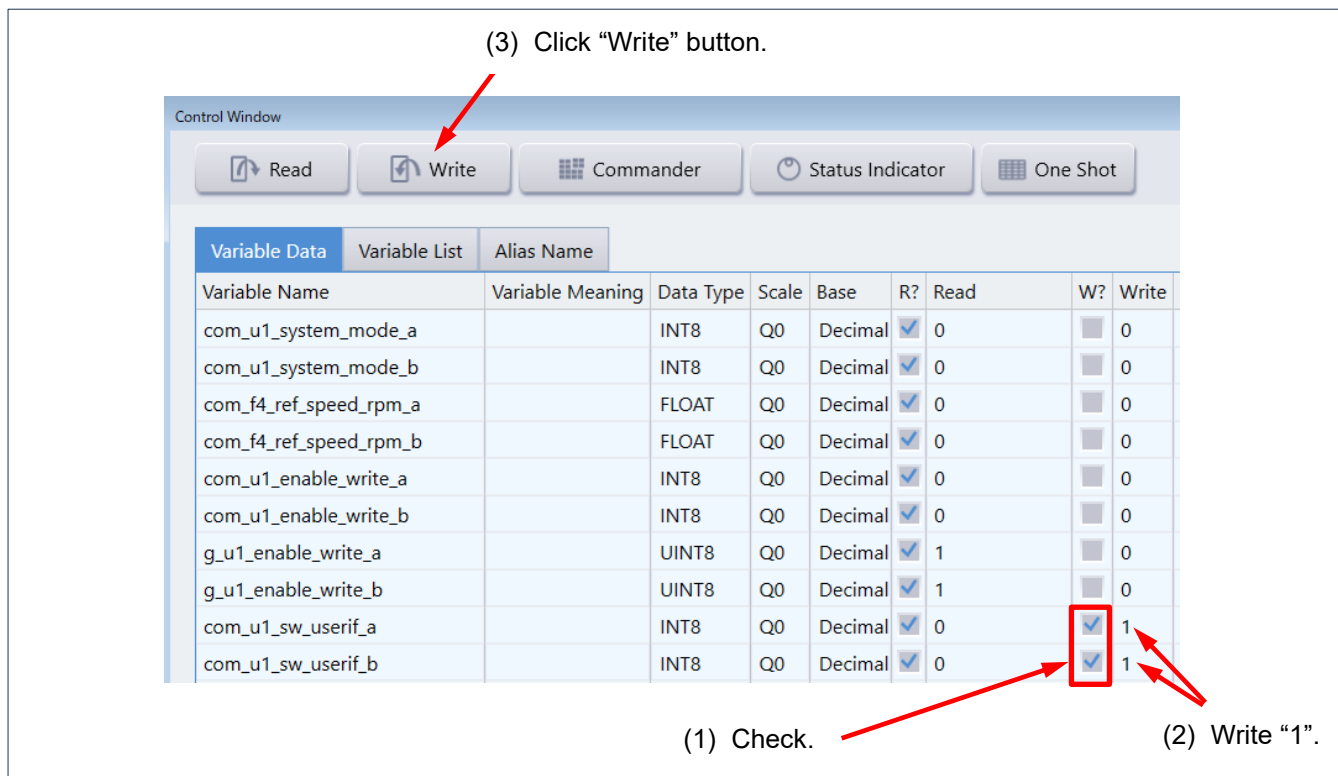 (3) Click “Write” button.
Control Window
Read Write Commander Status Indicator One Shot
Variable Data Variable List Alias Name
Variable Name Variable Meaning Data Type Scale Base R? Read W? Write
com_u1_system_mode_a INT8 Q0 Decimal 0 0
com_u1_system_mode_b INT8 Q0 Decimal 0 0
com_f4_ref_speed_rpm_a FLOAT Q0 Decimal 0 0
com_f4_ref_speed_rpm_b FLOAT Q0 Decimal 0 0
com_u1_enable_write_a INT8 Q0 Decimal 0 0
com_u1_enable_write_b INT8 Q0 Decimal 0 0
g_u1_enable_write_a UINT8 Q0 Decimal 1 0
g_u1_enable_write_b UINT8 Q0 Decimal 1 0
com_u1_sw_userif_a INT8 Q0 Decimal 0 1
com_u1_sw_userif_b INT8 Q0 Decimal 0 1
(1) Check. (2) Write “1”.